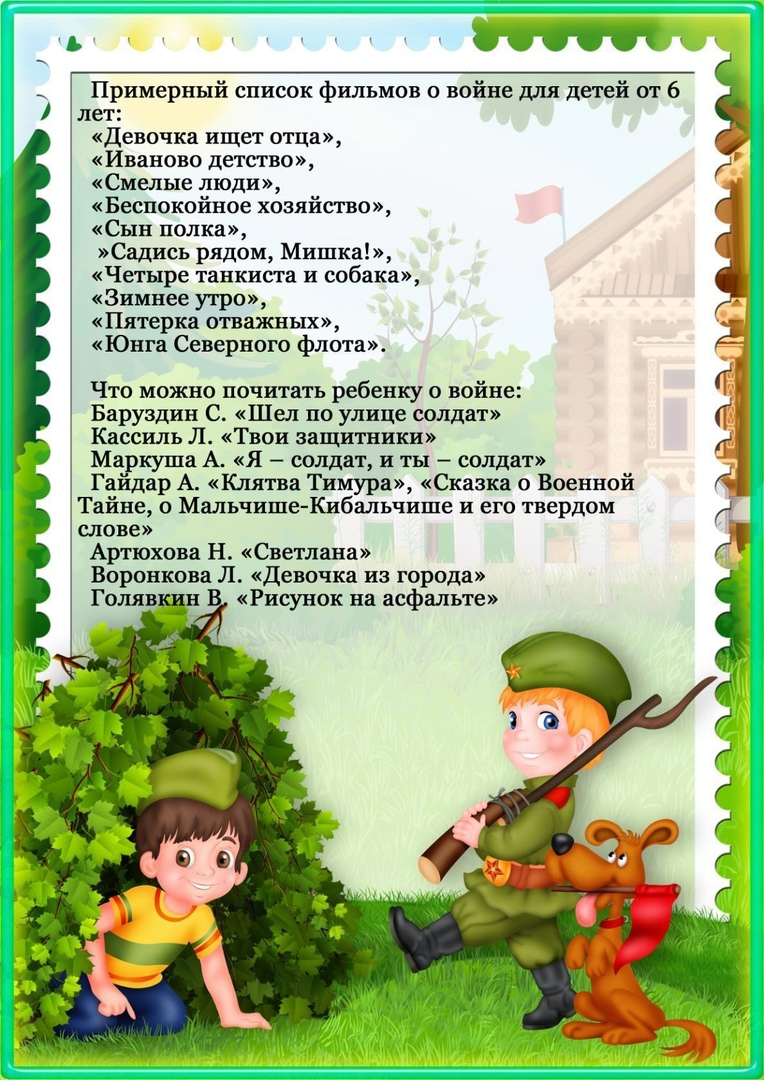 Примерный список фильмов о войне для детей от 6
лет:
«Девочка ищет отца»,
«Иваново детство»,
«Смелые люди»,
«Беспокойное хозяйство»,
«Сын полка»,
»Садись рядом, Мишка!»,
«Четыре танкиста и собака»,
«Зимнее утро»,
«Пятерка отважных»,
«Юнга Северного флота».
Что можно почитать ребенку о войне:
Баруздин С. «Шел по улице солдат»
Кассиль Л. «Твои защитники»
Маркуша А. «Я – солдат, и ты – солдат»
Гайдар А. «Клятва Тимура», «Сказка о Военной
Тайне, о Мальчише-Кибальчише и его твердом
слове»
Артюхова Н. «Светлана»
Воронкова Л. «Девочка из города»
Голявкин В. «Рисунок на асфальте»